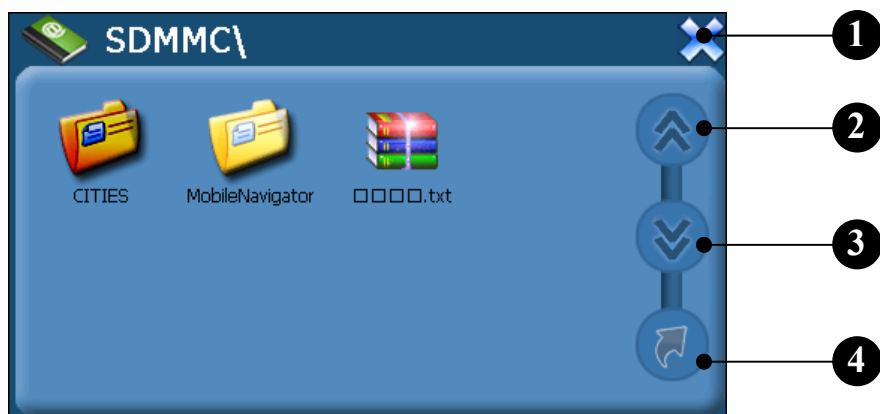 SDMMC\
1
2
CITIES
MobileNavigator
□□□□.txt
3
4